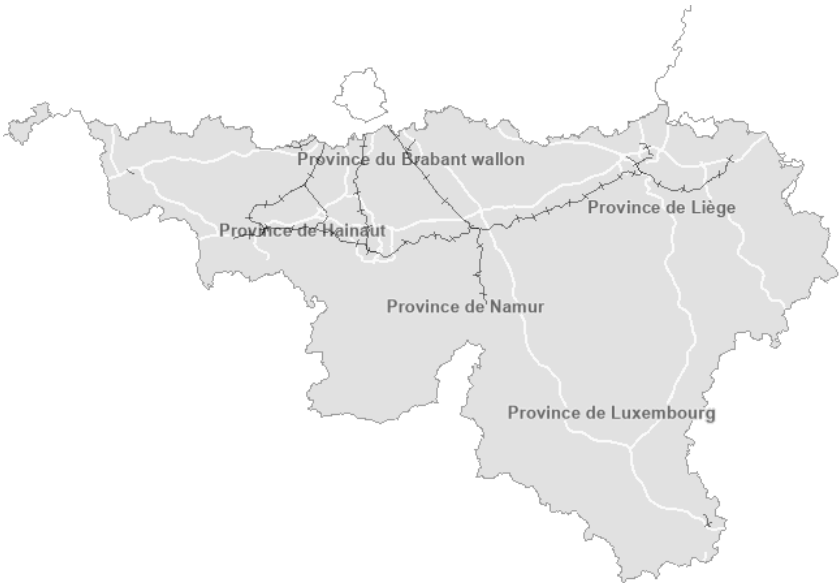 Province du Brabant wallon
Province de Liège
Province de Hainaut
Province de Namur
Province de Luxembourg